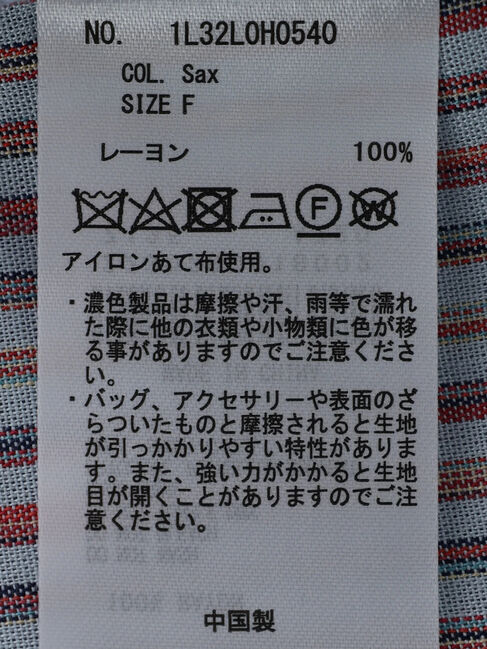 NO. 1L32L0H0540
COL. Sax
SIZE F
レーヨン 100%
F W
アイロンあて布使用。
・濃色製品は摩擦や汗、雨等で濡れ
た際に他の衣類や小物類に色が移
る事がありますのでご注意くださ
い。
・バッグ、アクセサリーや表面のざ
らついたものと摩擦されると生地
が引っかかりやすい特性がありま
す。また、強い力がかかると生地
目が開くことがありますのでご注
意ください。
中国製